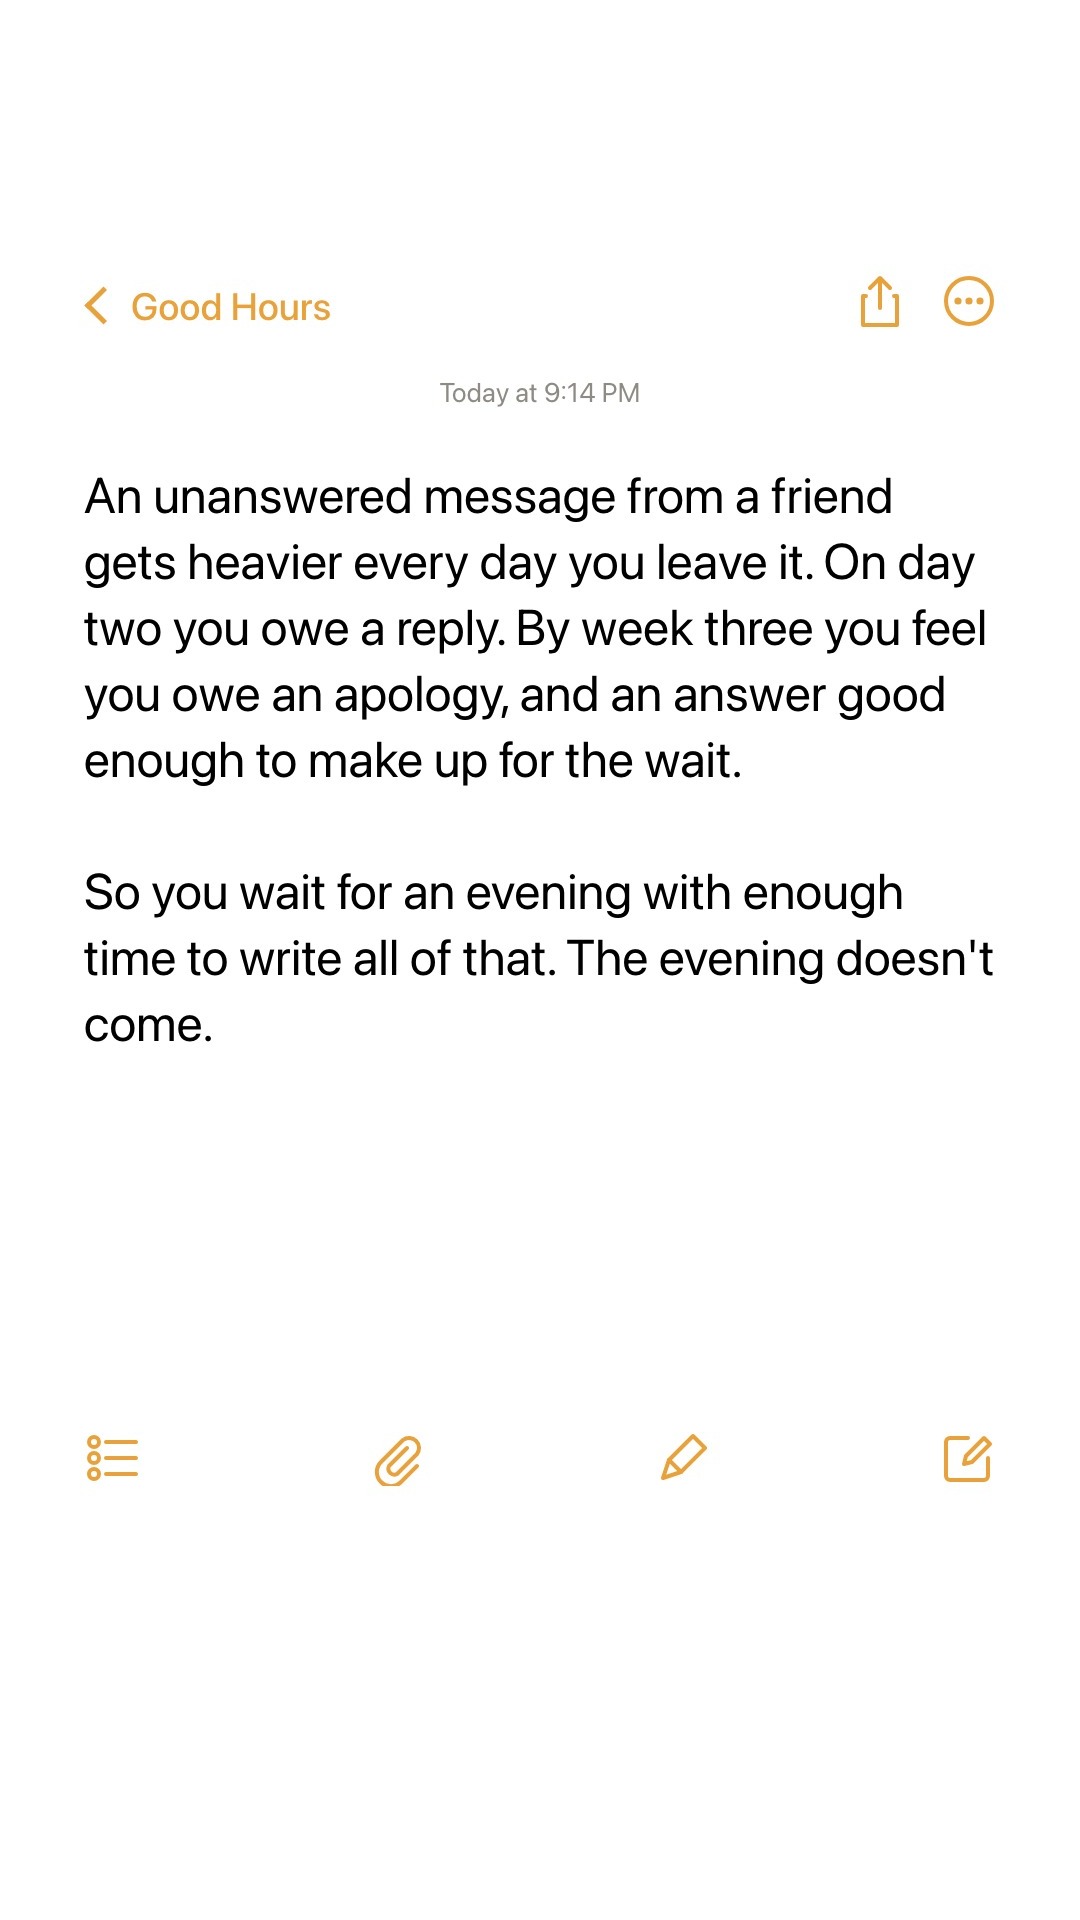 Good Hours
Today at 9:14 PM
An unanswered message from a friend
gets heavier every day you leave it. On day
two you owe a reply. By week three you feel
you owe an apology, and an answer good
enough to make up for the wait.
So you wait for an evening with enough
time to write all of that. The evening doesn't
come.